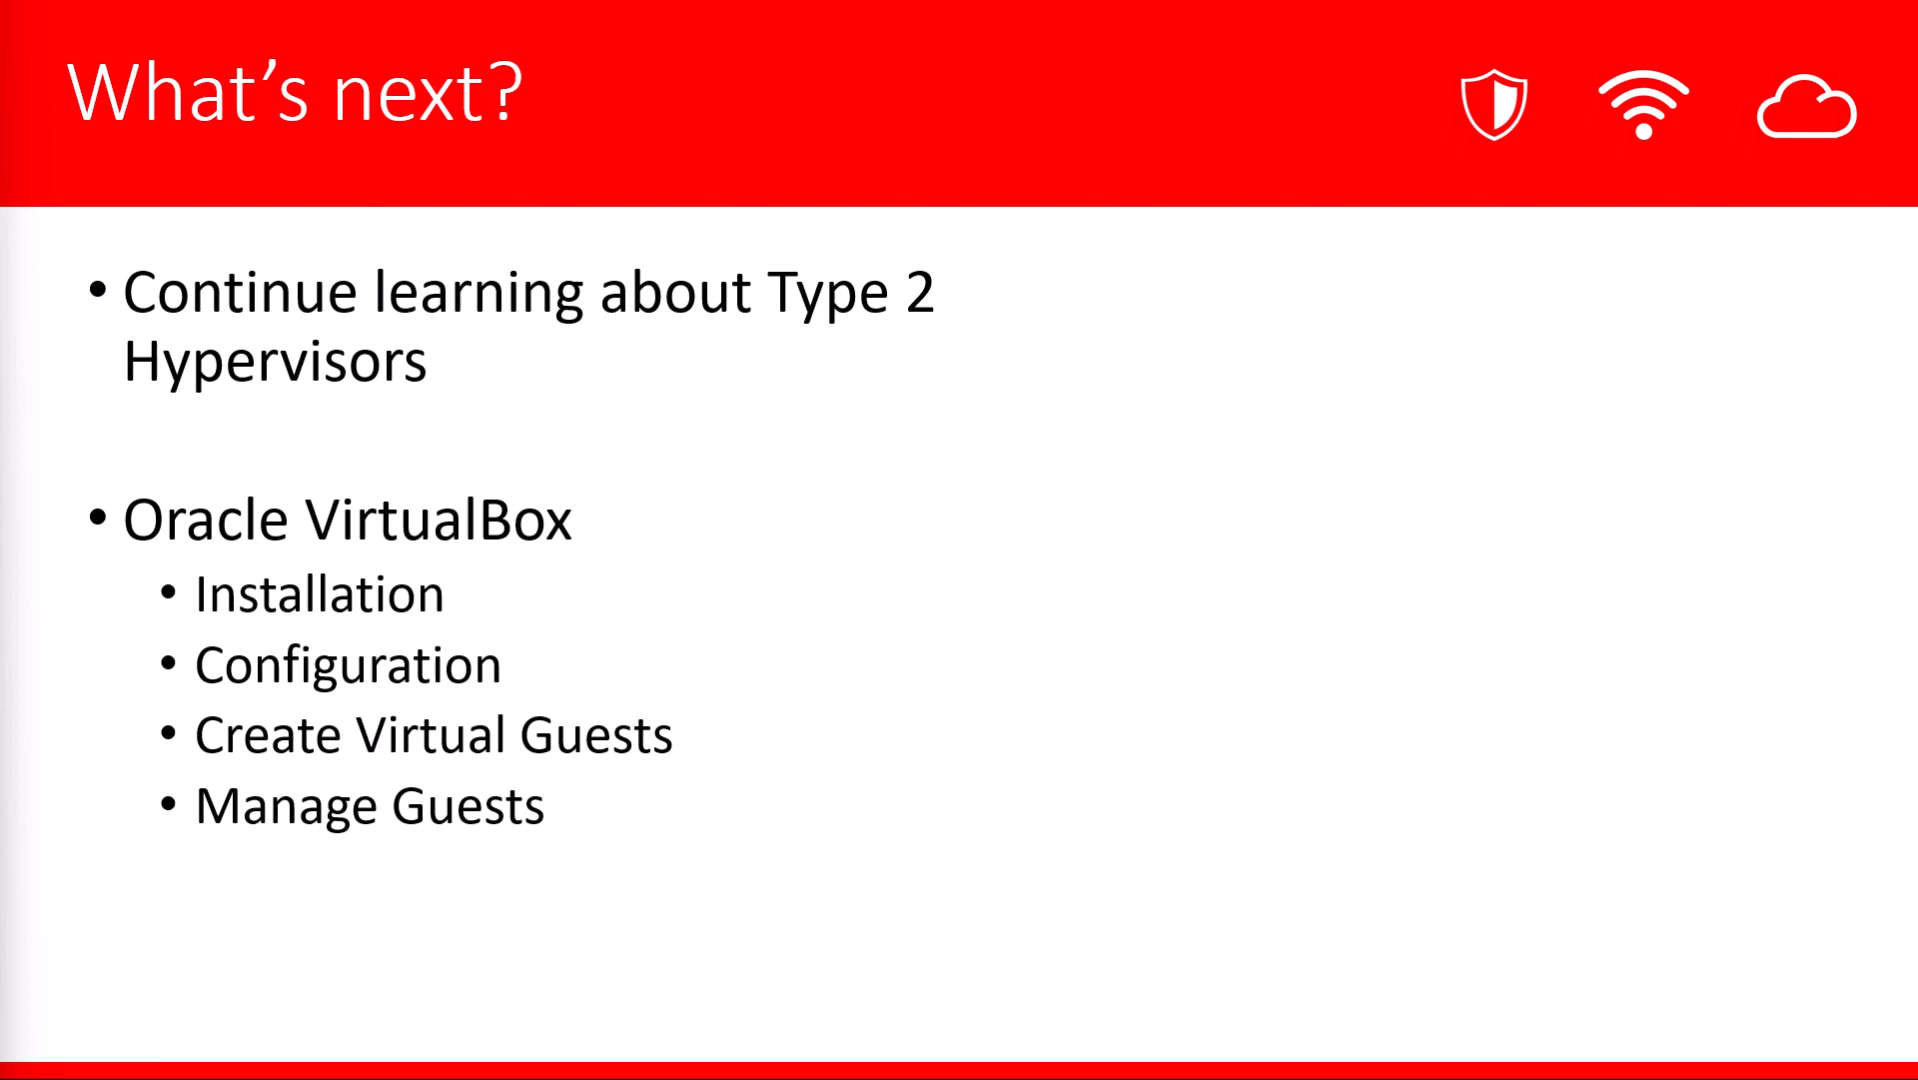 What’s next?
• Continue learning about Type 2
Hypervisors
• Oracle VirtualBox
• Installation
• Configuration
• Create Virtual Guests
• Manage Guests